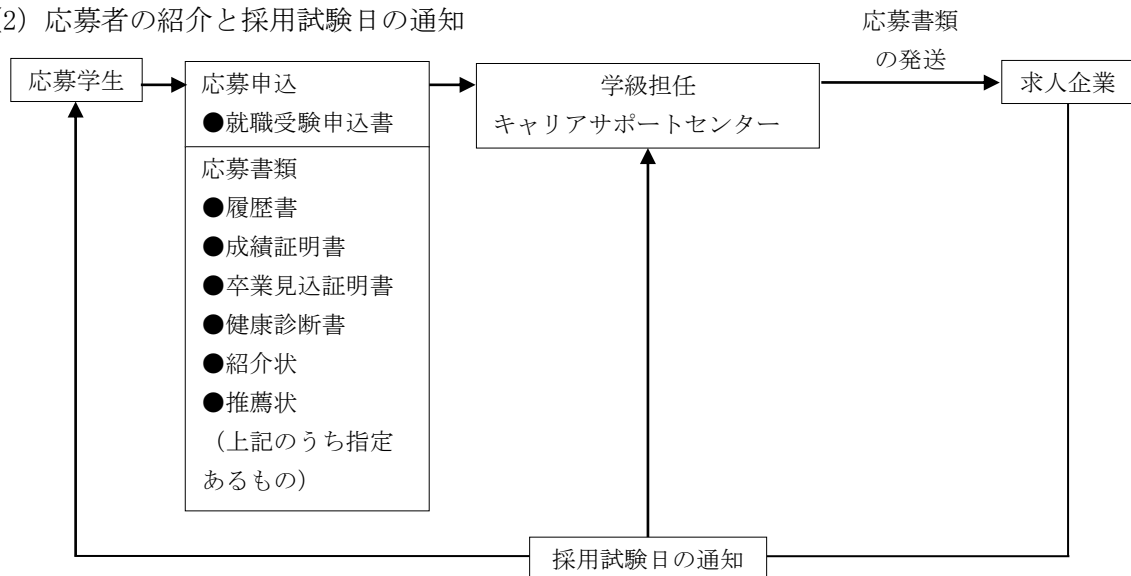 (2) 応募者の紹介と採用試験日の通知
応募書類
の発送
応募学生
応募申込
●就職受験申込書
学級担任
キャリアサポートセンター
求人企業
応募書類
●履歴書
●成績証明書
●卒業見込証明書
●健康診断書
●紹介状
●推薦状
（上記のうち指定
あるもの）
採用試験日の通知